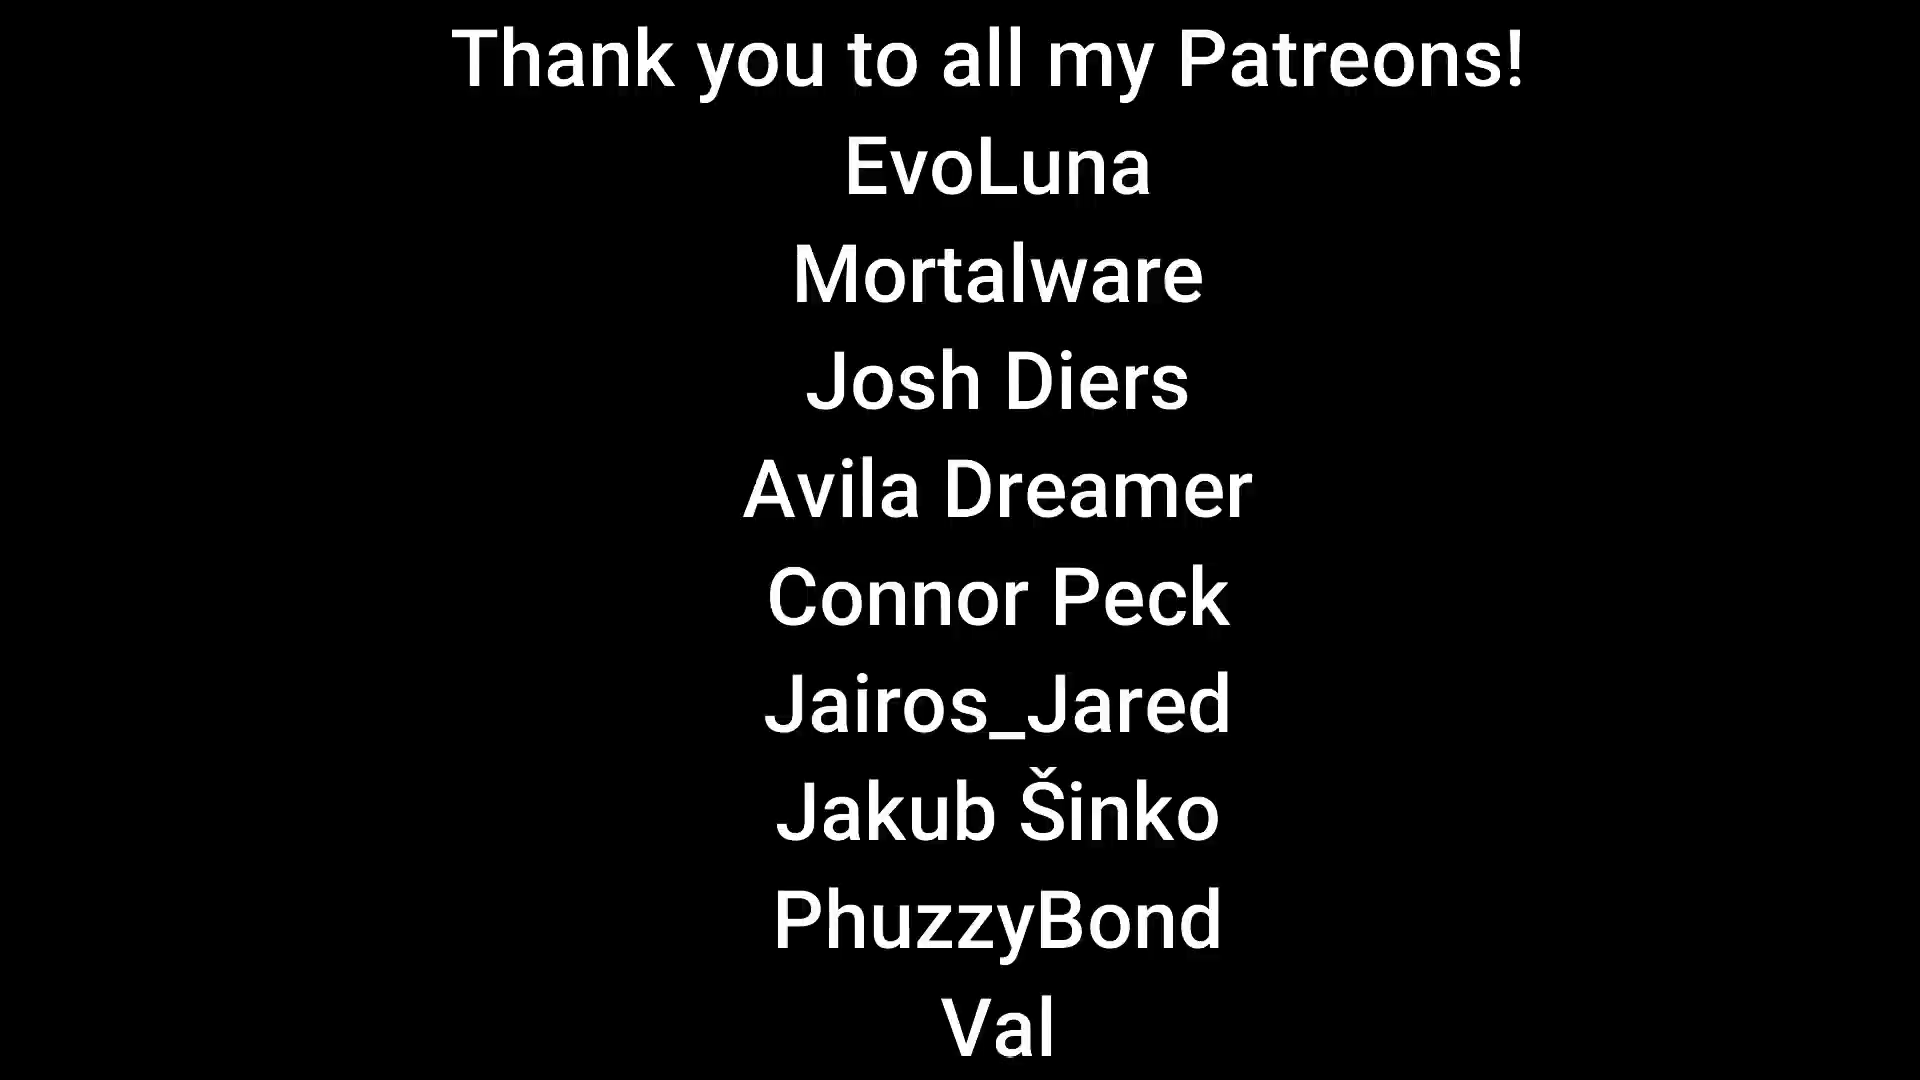 Thank you to all my Patreons!
EvoLuna
Mortalware
Josh Diers
Avila Dreamer
Connor Peck
Jairos_Jared
Jakub Šinko
PhuzzyBond
Val